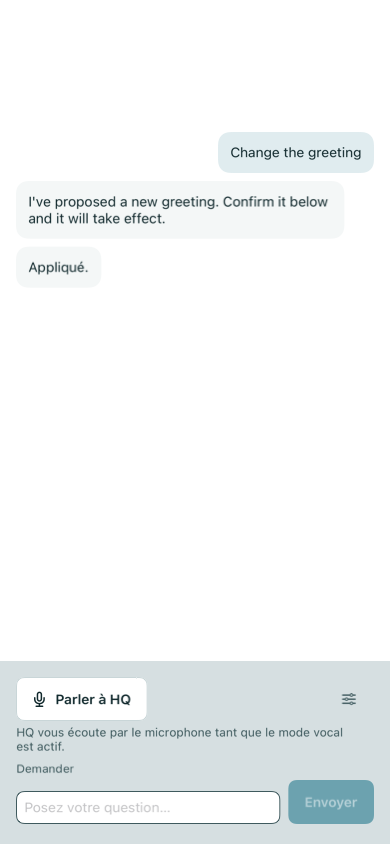 Change the greeting
I've proposed a new greeting. Confirm it below
and it will take effect.
Appliqué.
Parler à HQ
HQ vous écoute par le microphone tant que le mode vocal
est actif.
Demander
Posez votre question...
Envoyer